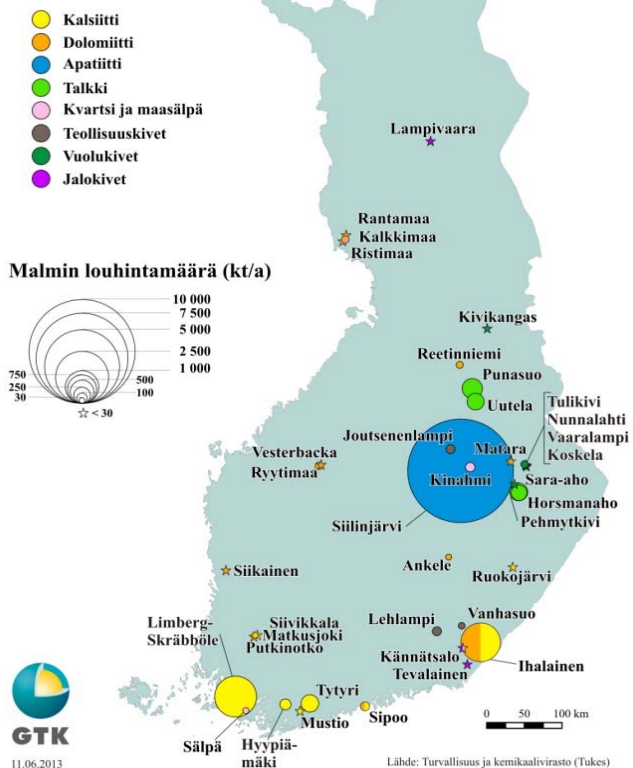 Kalsiitti
Dolomiitti
Apatiitti
Talkki
Kvartsi ja maasälpä
Teollisuuskivet
Vuolukivet
Jalokivet
Malmin louhintamäärä (kt/a)
10 000
7 500
5 000
2 500
1 000
750
500
250
100
30
< 30
Lampivaara
Rantamaa
Kalkkimaa
Ristimaa
Kivikangas
Reetinniemi
Punasuo
Uutela
Tulikivi
Nunnalahti
Vaaralampi
Koskela
Joutsenenlampi
Matara
Vesterbacka
Ryytimaa
Kinahmi
Sara-aho
Horsmanaho
Pehmytkivi
Siilinjärvi
Ankele
Ruokojärvi
Siikainen
Limberg-
Skräbböle
Siivikkala
Matkusjoki
Putkinotko
Lehlampi
Vanhasuo
Kännätsalo
Tevalainen
Ihalainen
Tytyri
Mustio
Sipoo
Sälpä
Hyypiä-
mäki
0 50 100 km
GTK
11.06.2013
Lähde: Turvallisuus ja kemikaalivirasto (Tukes)